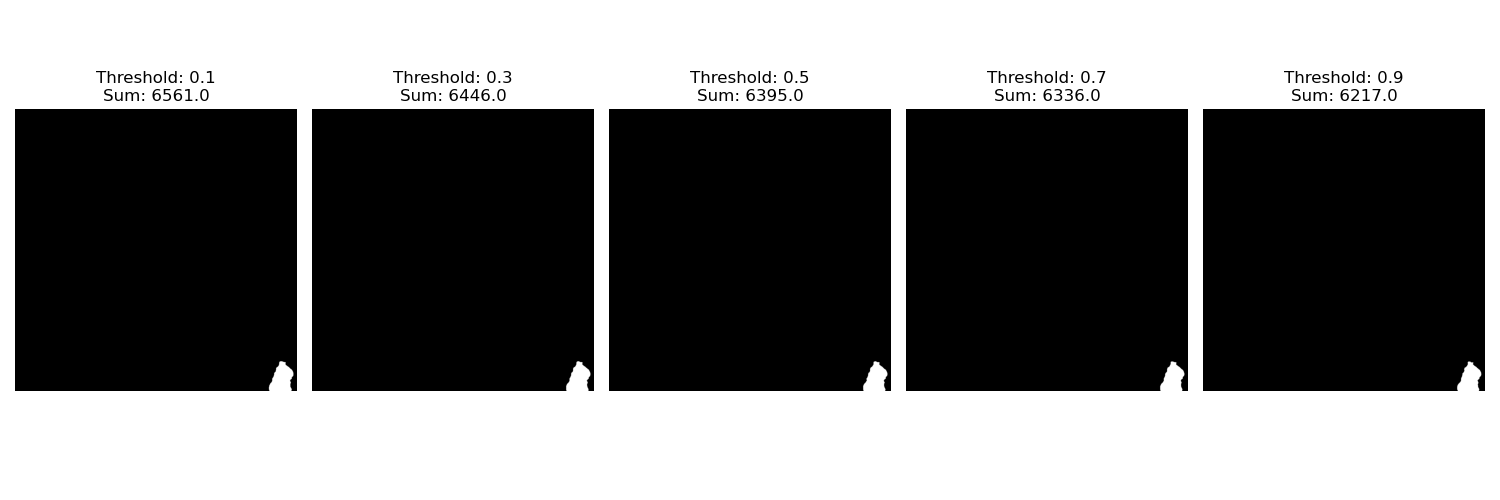 Threshold: 0.1
Sum: 6561.0
Threshold: 0.3
Sum: 6446.0
Threshold: 0.5
Sum: 6395.0
Threshold: 0.7
Sum: 6336.0
Threshold: 0.9
Sum: 6217.0